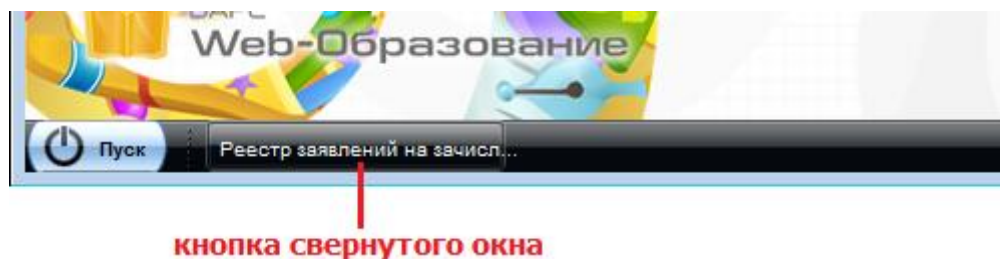 Web-Образование
Пуск
Реестр заявлений на зачисл...
кнопка свернутого окна